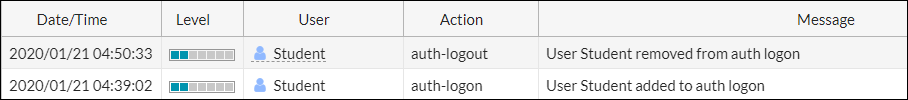 Date/Time Level User Action Message
2020/01/21 04:50:33 Student auth-logout User Student removed from auth logon
2020/01/21 04:39:02 Student auth-logon User Student added to auth logon